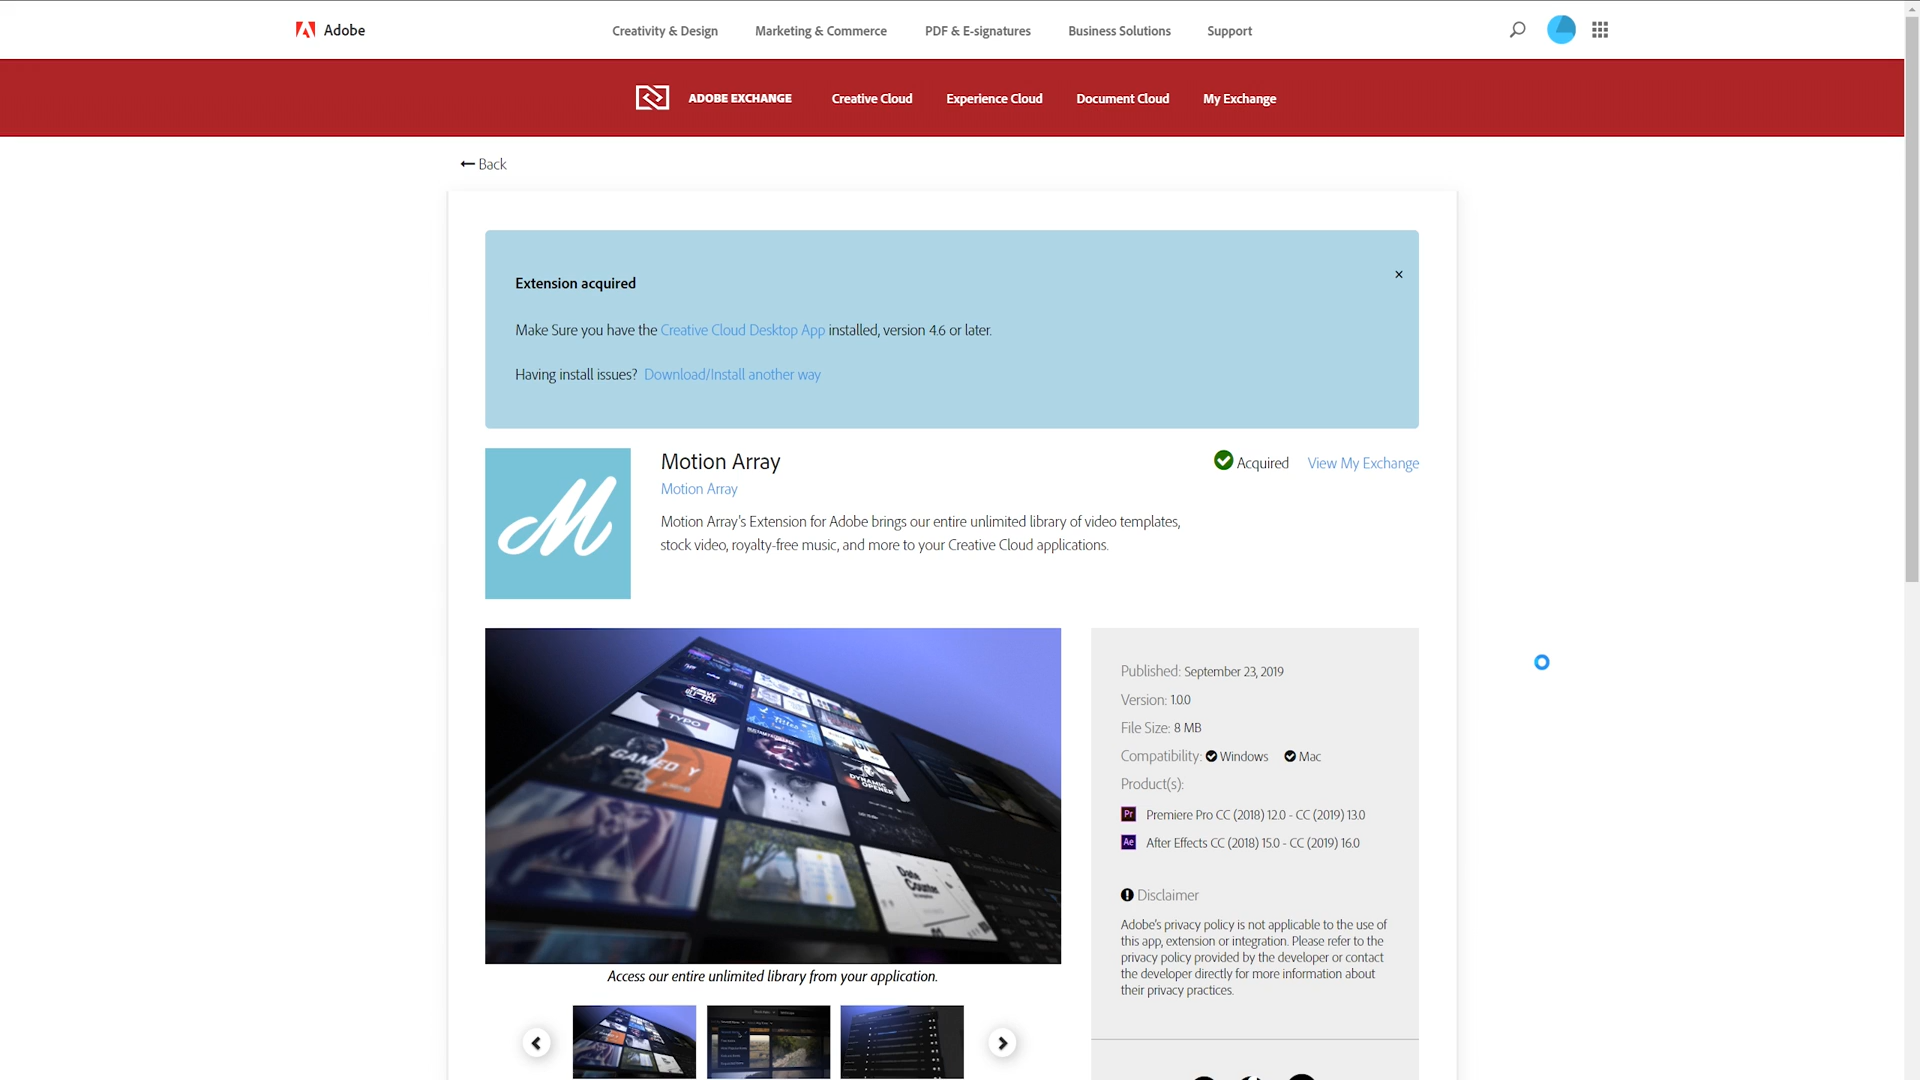 Adobe
Creativity & Design
Marketing & Commerce
PDF & E-signatures
Business Solutions
Support
ADOBE EXCHANGE
Creative Cloud
Experience Cloud
Document Cloud
My Exchange
Back
Extension acquired
Make Sure you have the Creative Cloud Desktop App installed, version 4.6 or later.
Having install issues? Download/Install another way
Motion Array
Acquired
View My Exchange
Motion Array
Motion Array's Extension for Adobe brings our entire unlimited library of video templates,
stock video, royalty-free music, and more to your Creative Cloud applications.
M
TYPO
Titles
GAMED Y
STYLE
DYNAMIC
OPENER
Date
Counter
Access our entire unlimited library from your application.
Published: September 23, 2019
Version: 1.0.0
File Size: 8 MB
Compatibility: Windows Mac
Product(s):
Pr Premiere Pro CC (2018) 12.0 - CC (2019) 13.0
Ae After Effects CC (2018) 15.0 - CC (2019) 16.0
Disclaimer
Adobe's privacy policy is not applicable to the use of
this app, extension or integration. Please refer to the
privacy policy provided by the developer or contact
the developer directly for more information about
their privacy practices.